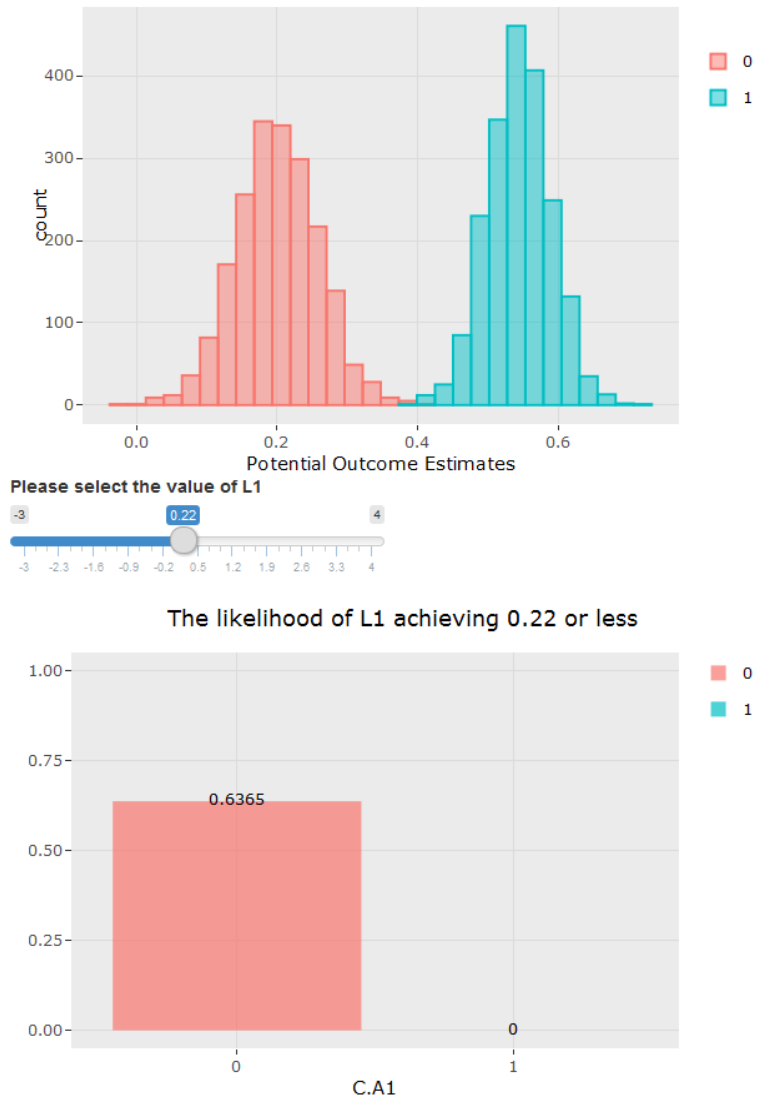 400
300
200
100
0
count
0
1
0.0 0.2 0.4 0.6
Potential Outcome Estimates
Please select the value of L1
-3 0.22 4
-3 -2.3 -1.6 -0.9 -0.2 0.5 1.2 1.9 2.6 3.3 4
The likelihood of L1 achieving 0.22 or less
1.00
0.75
0.50
0.25
0.00
0.6365
0
0
1
0 1
C.A1